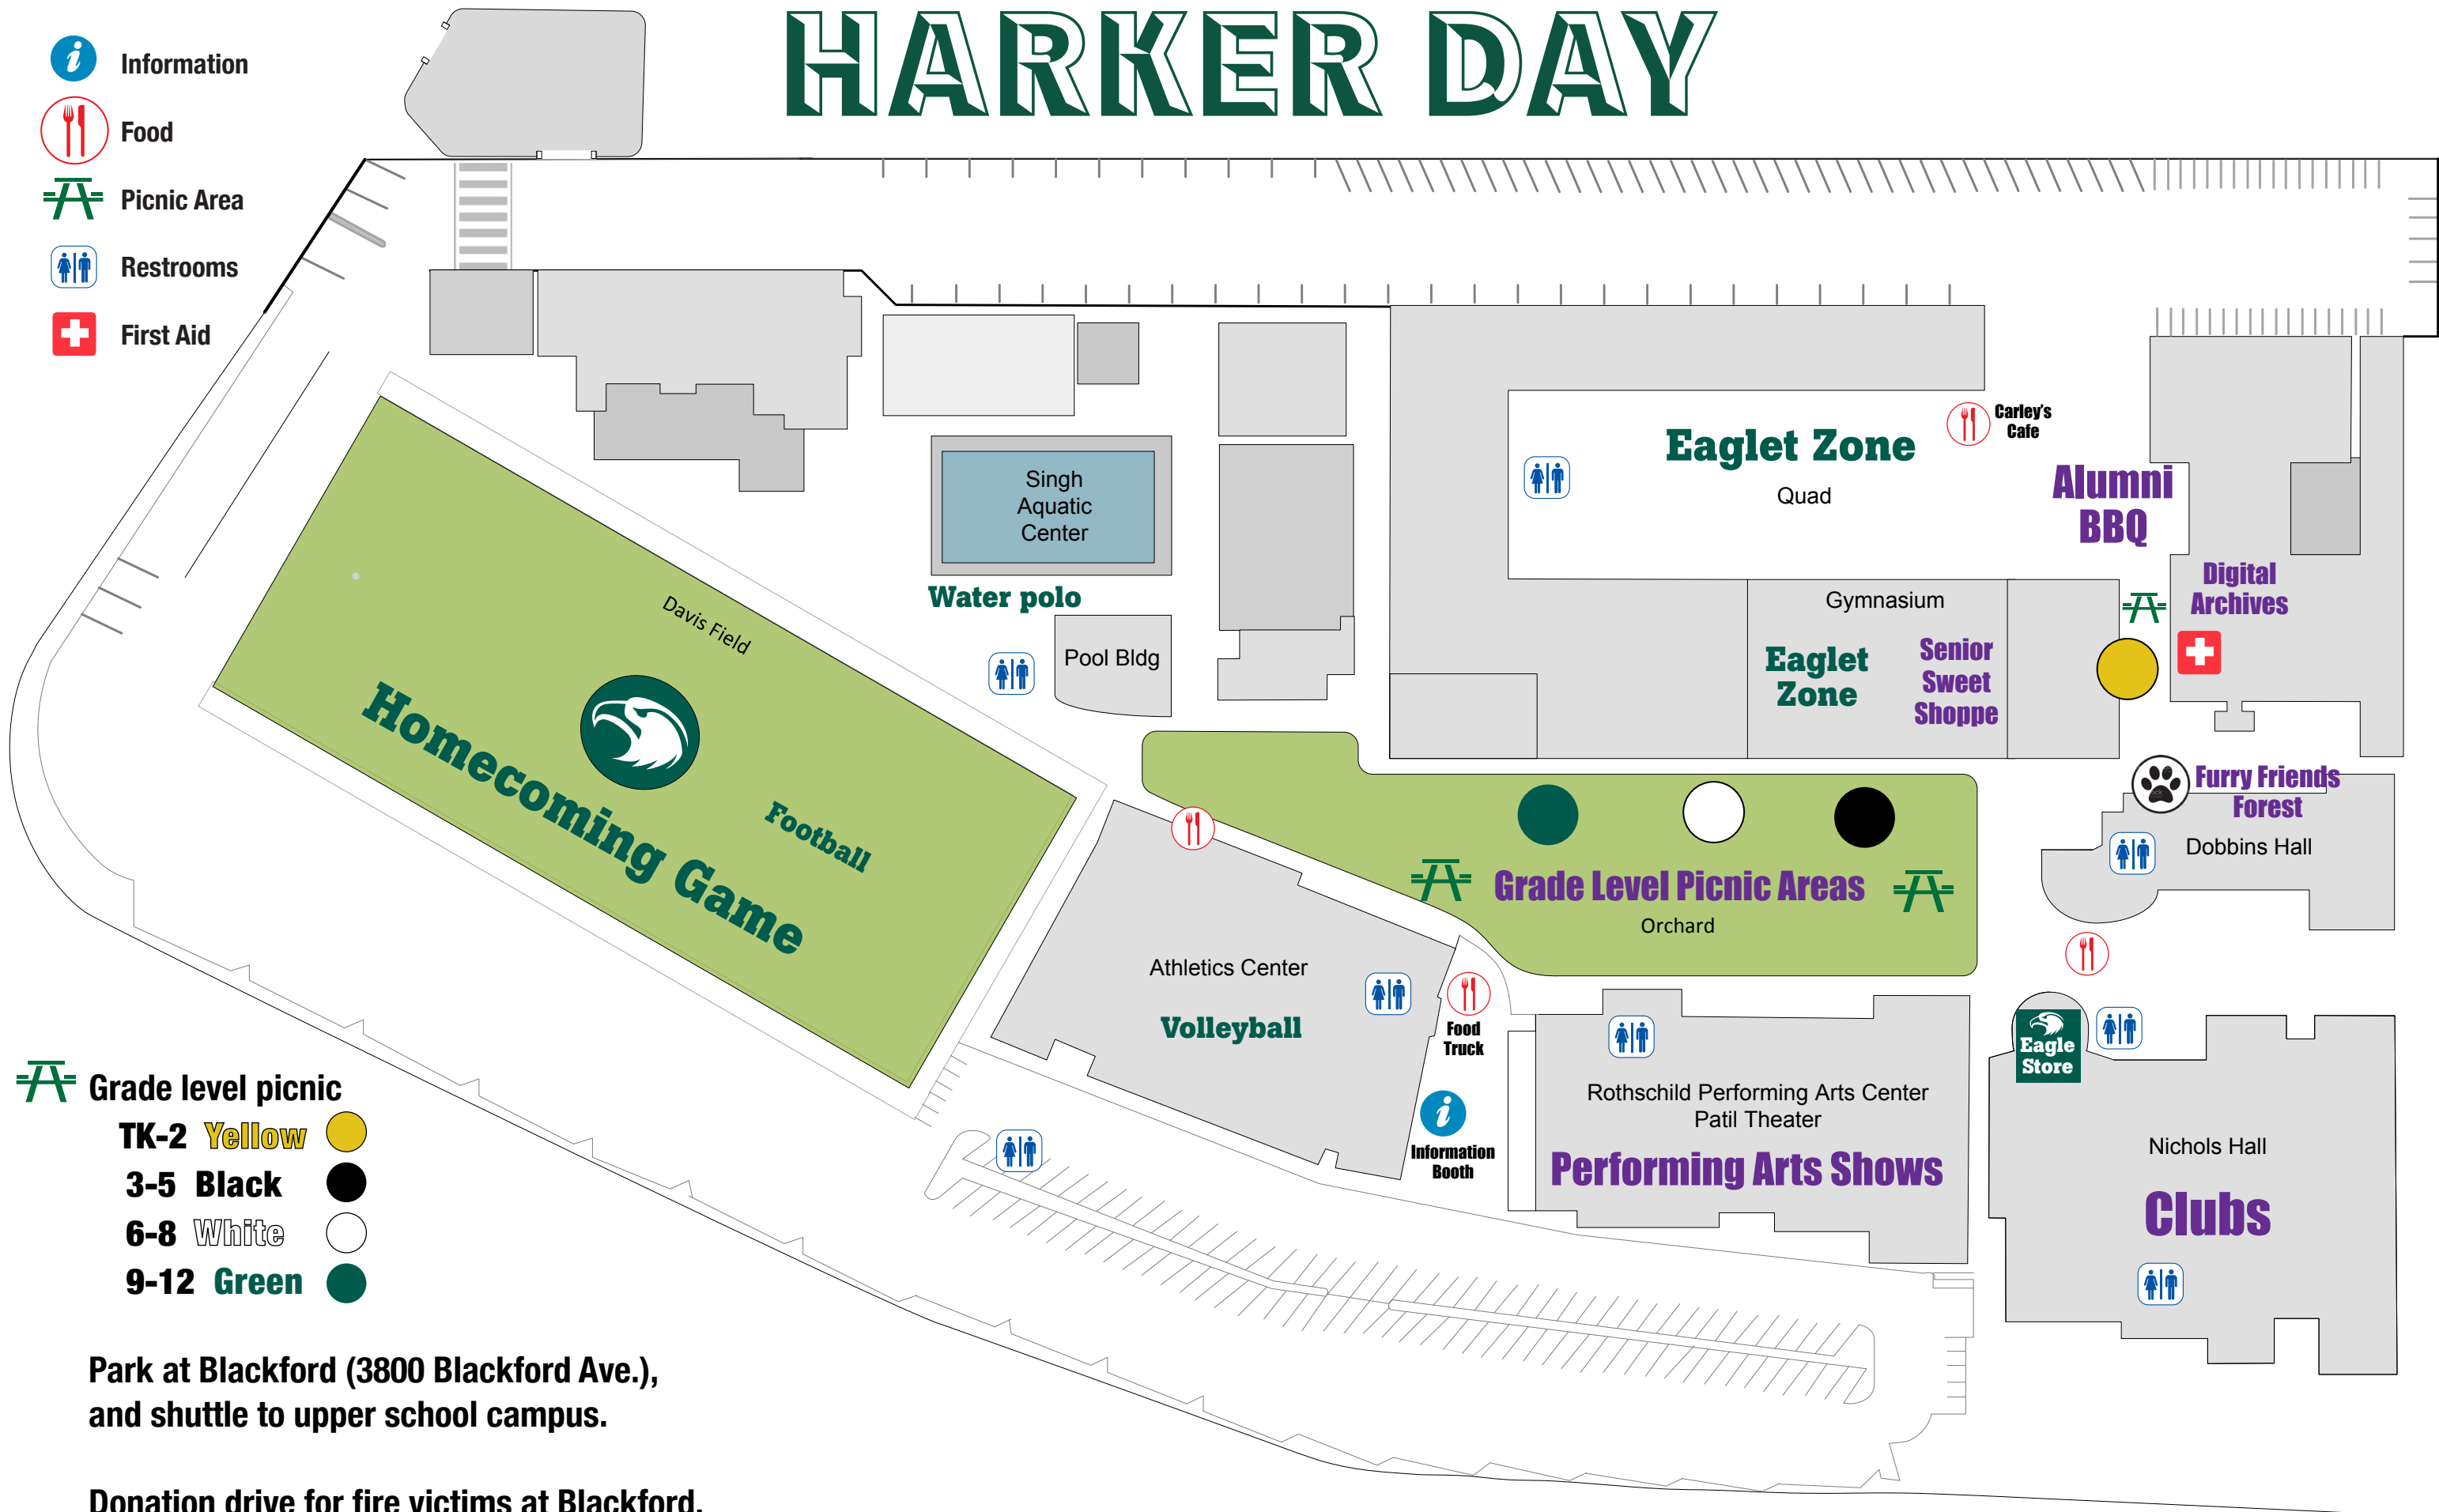 HARKER DAY
Information
Food
Picnic Area
Restrooms
First Aid
Carley's
Cafe
Eaglet Zone
Quad
Alumni
BBQ
Singh
Aquatic
Center
Water polo
Pool Bldg
Digital
Archives
Gymnasium
Eaglet
Zone
Senior
Sweet
Shoppe
Davis Field
Homecoming Game
Football
Furry Friends
Forest
Dobbins Hall
Grade Level Picnic Areas
Orchard
Athletics Center
Volleyball
Food
Truck
Information
Booth
Rothschild Performing Arts Center
Patil Theater
Performing Arts Shows
Eagle
Store
Nichols Hall
Clubs
Grade level picnic
TK-2 Yellow
3-5 Black
6-8 White
9-12 Green
Park at Blackford (3800 Blackford Ave.),
and shuttle to upper school campus.
Donation drive for fire victims at Blackford.